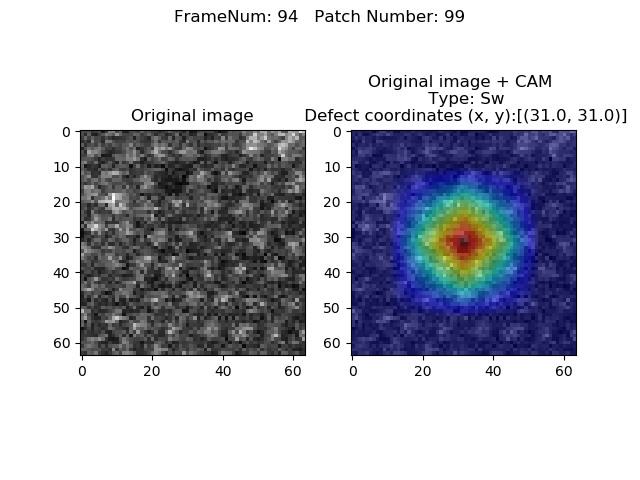 FrameNum: 94   Patch Number: 99
Original image
0
10
20
30
40
50
60
0 20 40 60
Original image + CAM
Type: Sw
Defect coordinates (x, y):[(31.0, 31.0)]
0
10
20
30
40
50
60
0 20 40 60